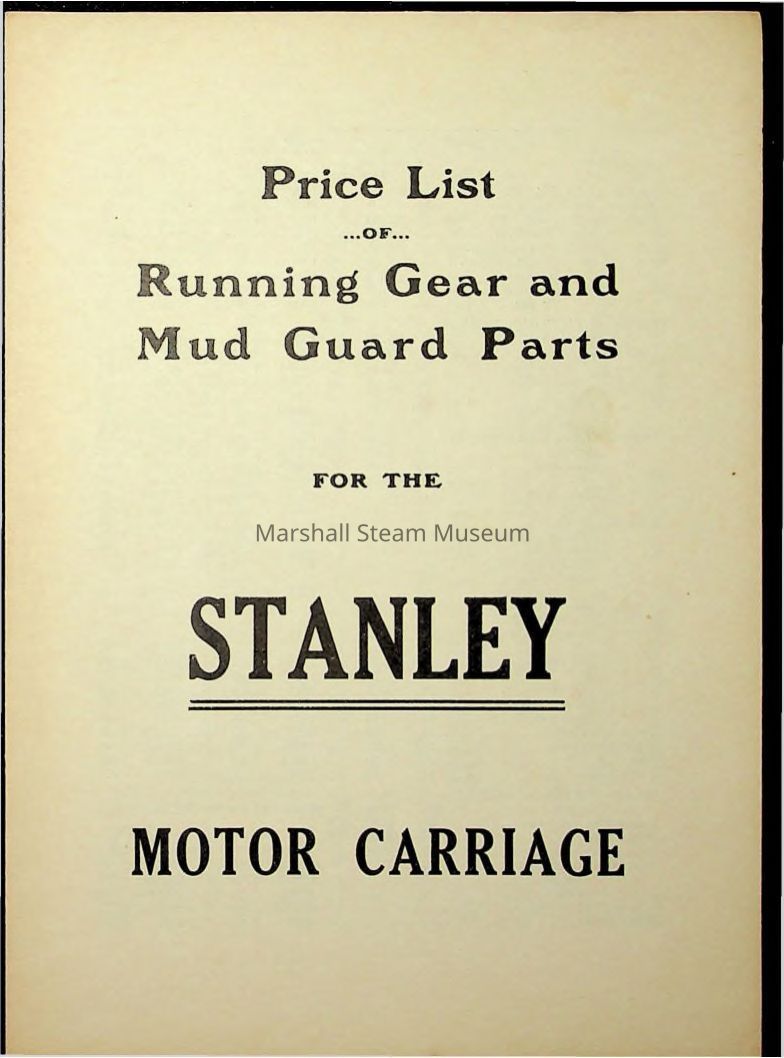 Price List
...OF...
Running Gear and
Mud Guard Parts
FOR THE
Marshall Steam Museum
STANLEY
MOTOR CARRIAGE